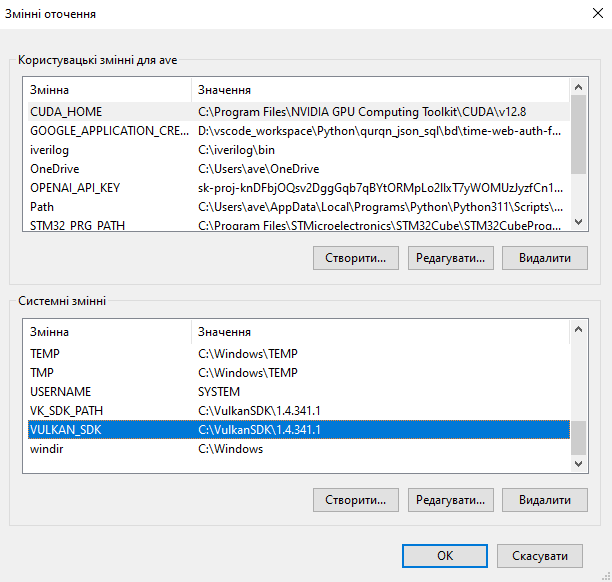 Змінні оточення
Користувацькі змінні для ave
Змінна Значення
CUDA_HOME C:\Program Files\NVIDIA GPU Computing Toolkit\CUDA\v12.8
GOOGLE_APPLICATION_CRE... D:\vscode_workspace\Python\qurqn_json_sql\bd\time-web-auth-f...
iverilog C:\iverilog\bin
OneDrive C:\Users\ave\OneDrive
OPENAI_API_KEY
Path C:\Users\ave\AppData\Local\Programs\Python\Python311\Scripts\...
STM32_PRG_PATH C:\Program Files\STMicroelectronics\STM32Cube\STM32CubeProg...
Створити... Редагувати... Видалити
Системні змінні
Змінна Значення
TEMP C:\Windows\TEMP
TMP C:\Windows\TEMP
USERNAME SYSTEM
VK_SDK_PATH C:\VulkanSDK\1.4.341.1
VULKAN_SDK C:\VulkanSDK\1.4.341.1
windir C:\Windows
Створити... Редагувати... Видалити
OK Скасувати